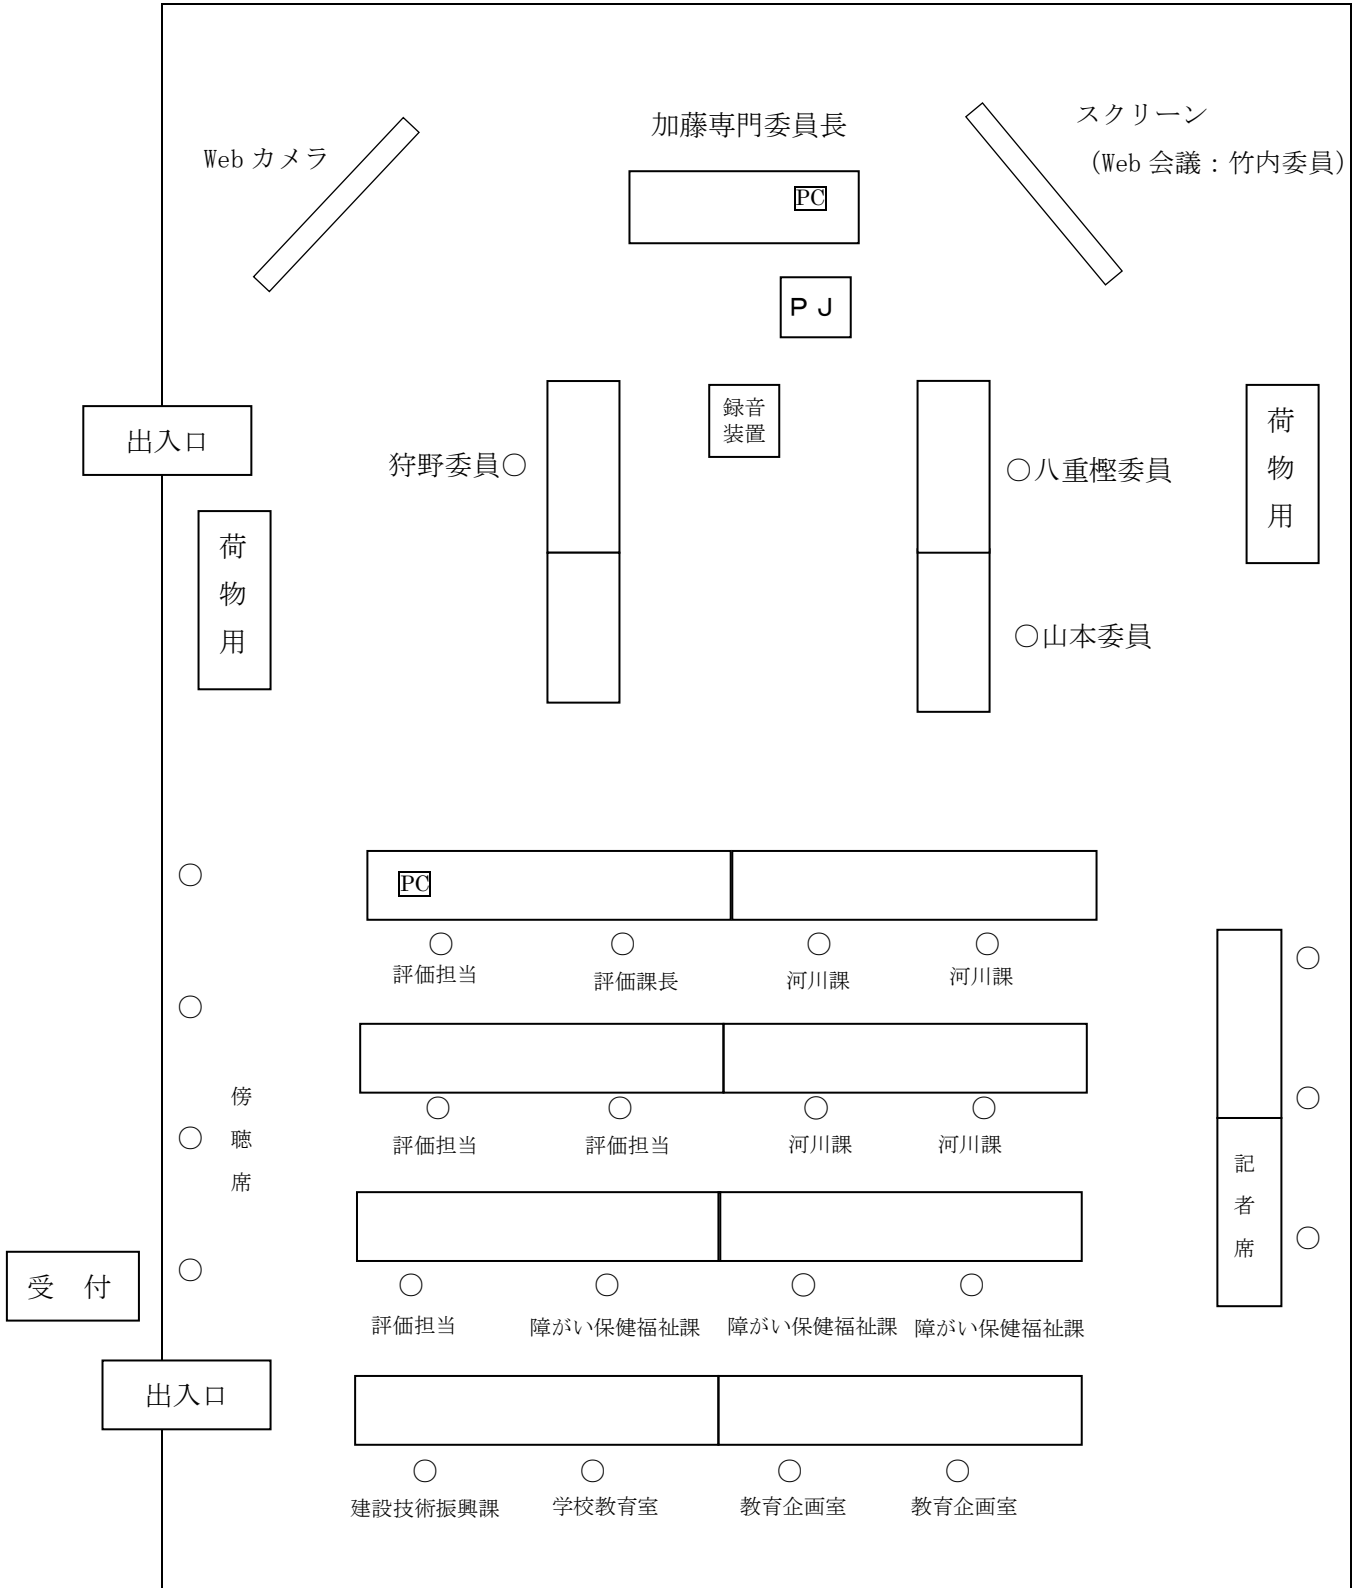 加藤専門委員長
スクリーン
Webカメラ
(Web会議：竹内委員)
PC
ＰＪ
録音
装置
出入口
狩野委員○
○八重樫委員
荷物用
荷物用
○山本委員
PC
○ ○ ○ ○
評価担当 評価課長 河川課 河川課
○ ○ ○ ○
評価担当 評価担当 河川課 河川課
傍聴席
記者席
○ ○ ○ ○
評価担当 障がい保健福祉課 障がい保健福祉課 障がい保健福祉課
受　付
出入口
○ ○ ○ ○
建設技術振興課 学校教育室 教育企画室 教育企画室